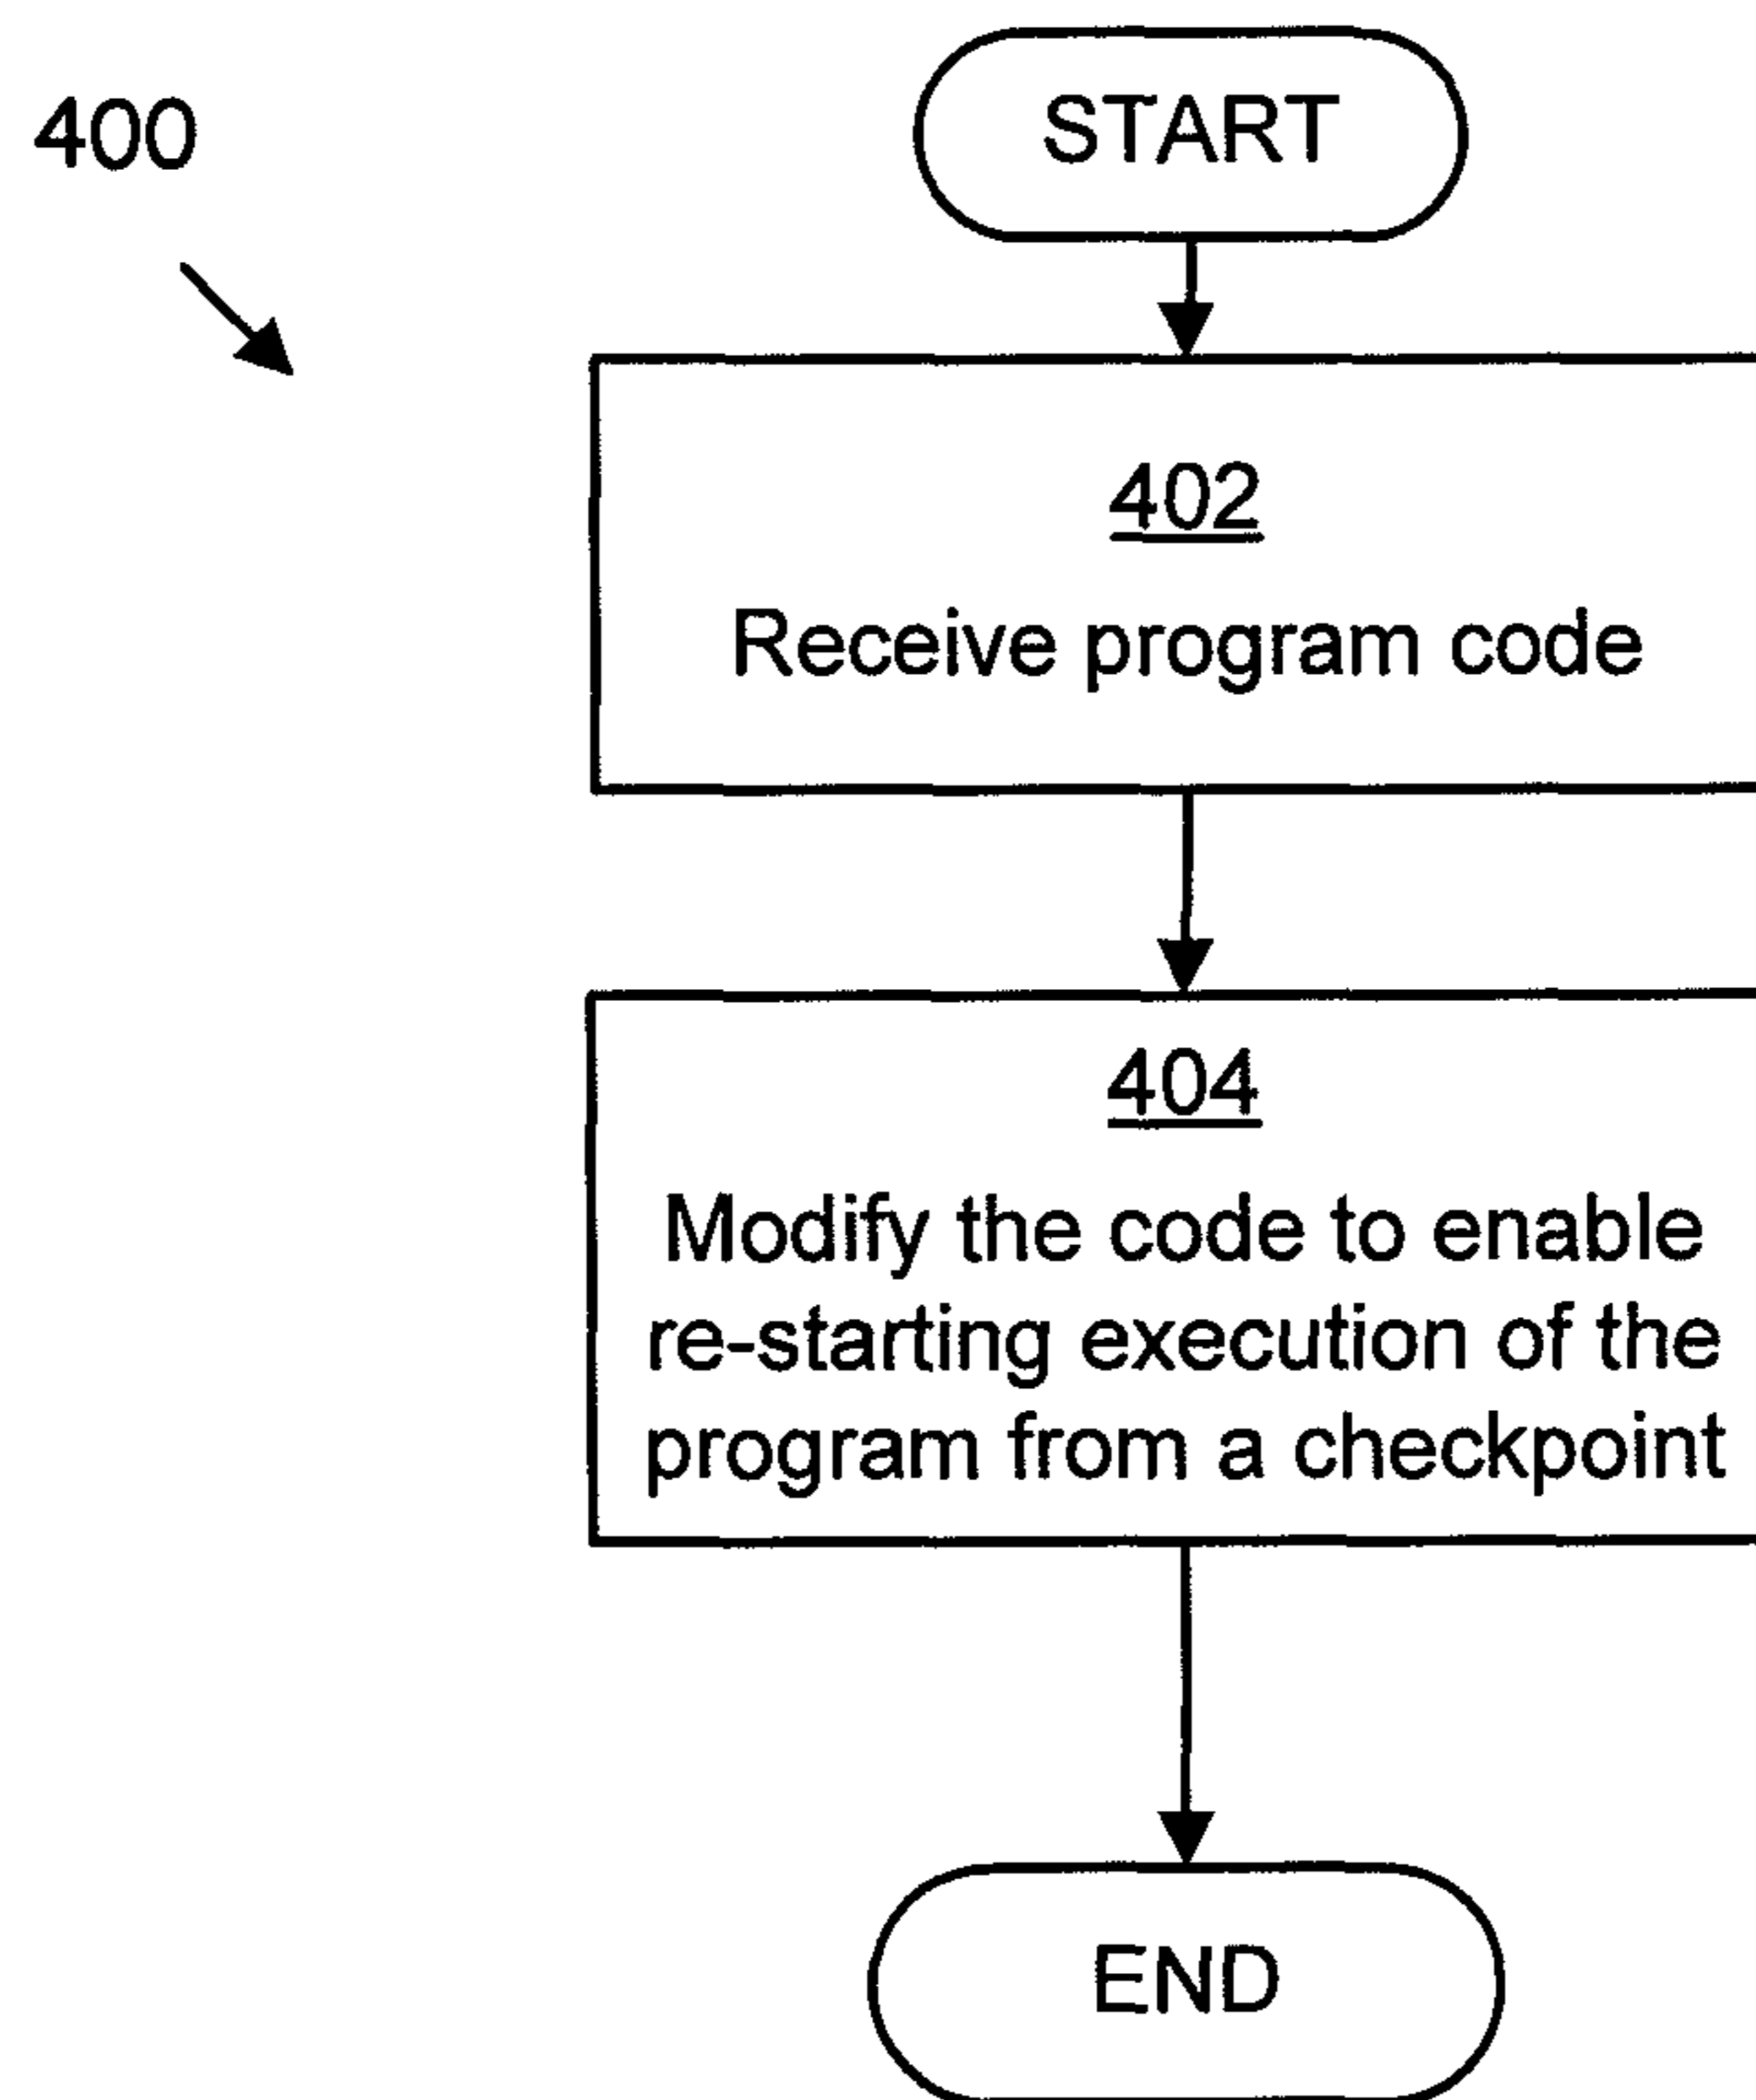 400
START
402
Receive program code
404
Modify the code to enable
re-starting execution of the
program from a checkpoint
END